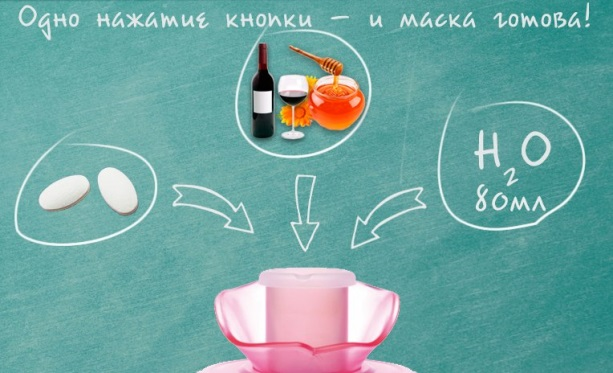 Одно нажатие кнопки – и маска готова!
H2O
80мл